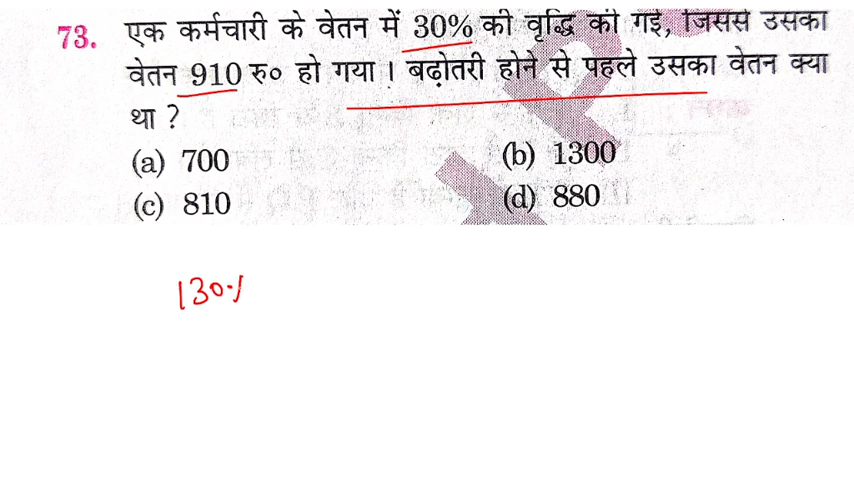 73. एक कर्मचारी के वेतन में 30% की वृद्धि की गई, जिससे उसका
वेतन 910 रु० हो गया। बढ़ोतरी होने से पहले उसका वेतन क्या
था ?
(a) 700 (b) 1300
(c) 810 (d) 880
130%